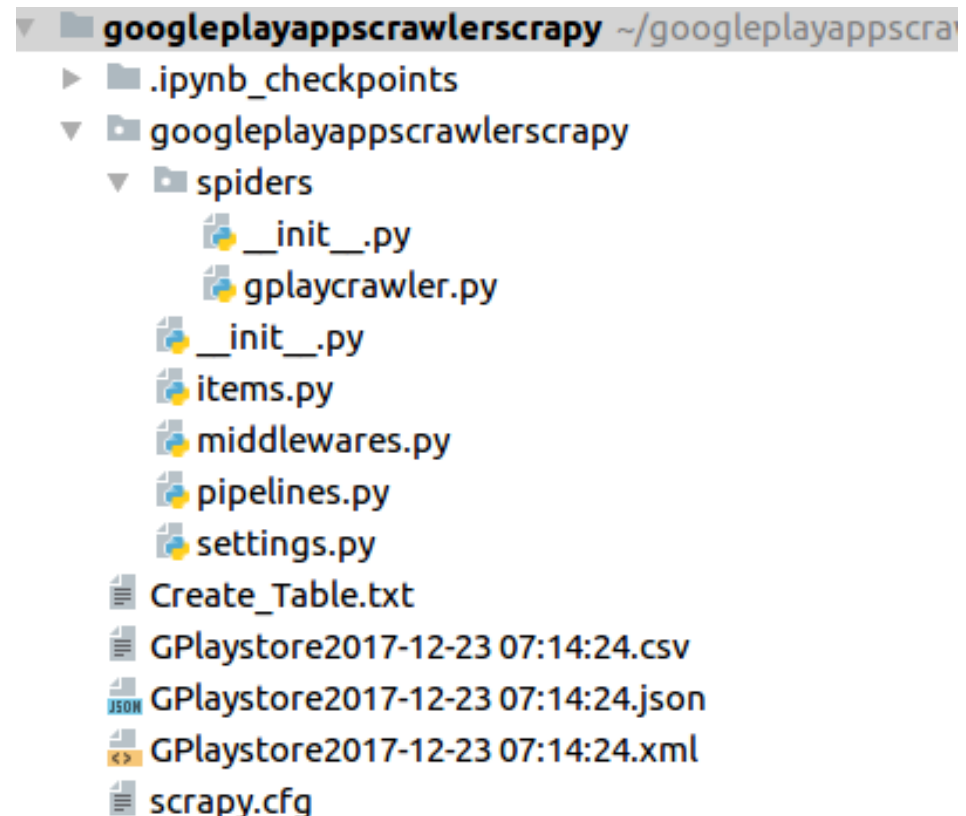 googleplayappscrawlerscrapy ~/googleplayappscra
.ipynb_checkpoints
googleplayappscrawlerscrapy
spiders
__init__.py
gplaycrawler.py
__init__.py
items.py
middlewares.py
pipelines.py
settings.py
Create_Table.txt
GPlaystore2017-12-23 07:14:24.csv
JSON GPlaystore2017-12-23 07:14:24.json
<> GPlaystore2017-12-23 07:14:24.xml
scrapy.cfg